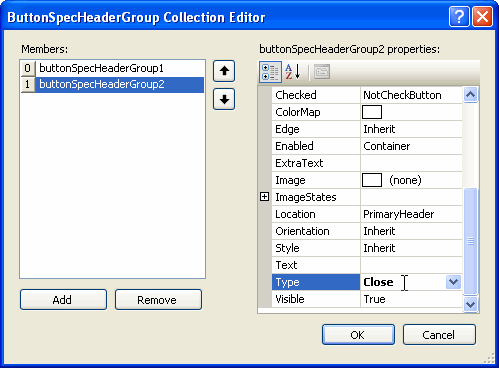 ButtonSpecHeaderGroup Collection Editor
Members:
0 buttonSpecHeaderGroup1
1 buttonSpecHeaderGroup2
Add Remove
buttonSpecHeaderGroup2 properties:
Checked NotCheckButton
ColorMap
Edge Inherit
Enabled Container
ExtraText
Image (none)
ImageStates
Location PrimaryHeader
Orientation Inherit
Style Inherit
Text
Type Close
Visible True
OK Cancel